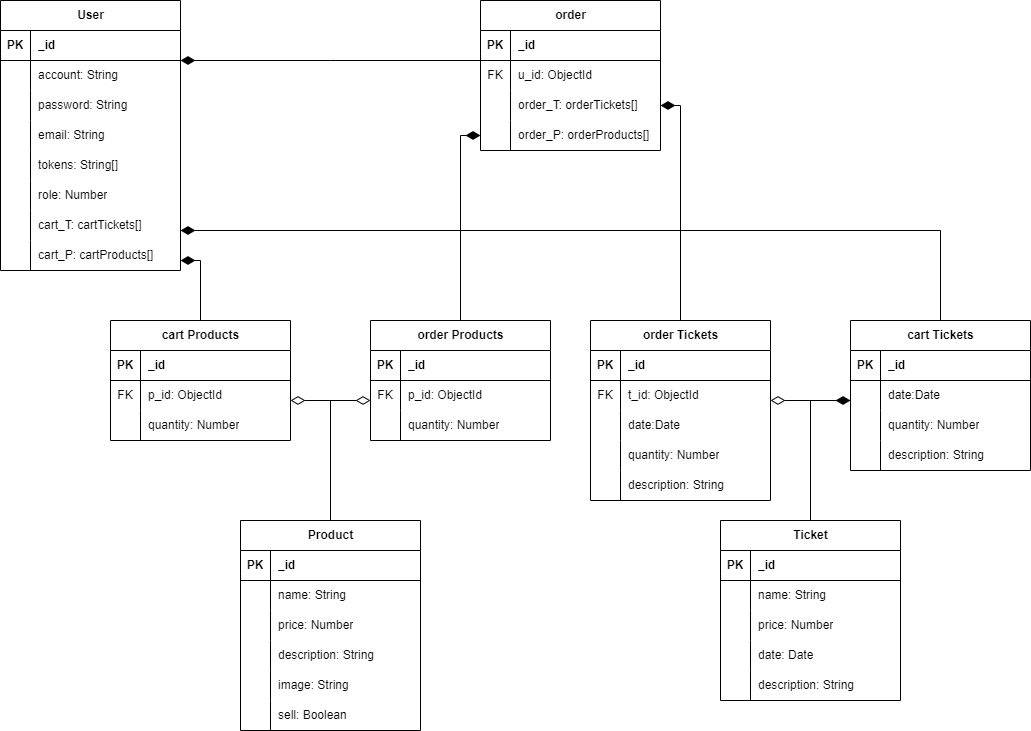 User
PK _id
account: String
password: String
email: String
tokens: String[]
role: Number
cart_T: cartTickets[]
cart_P: cartProducts[]
order
PK _id
FK u_id: ObjectId
order_T: orderTickets[]
order_P: orderProducts[]
cart Products
PK _id
FK p_id: ObjectId
quantity: Number
order Products
PK _id
FK p_id: ObjectId
quantity: Number
order Tickets
PK _id
FK t_id: ObjectId
date:Date
quantity: Number
description: String
cart Tickets
PK _id
date:Date
quantity: Number
description: String
Product
PK _id
name: String
price: Number
description: String
image: String
sell: Boolean
Ticket
PK _id
name: String
price: Number
date: Date
description: String